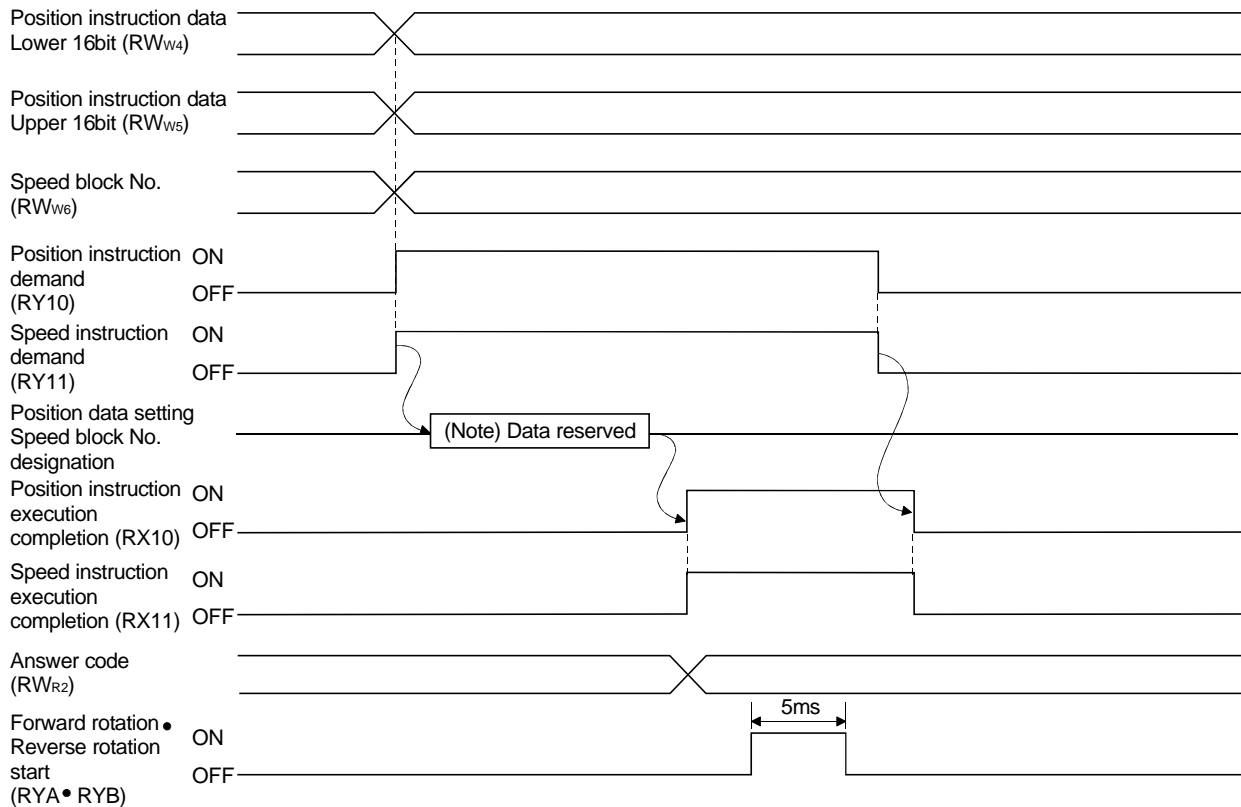 Position instruction data
Lower 16bit (RWW4)
Position instruction data
Upper 16bit (RWW5)
Speed block No.
(RWW6)
Position instruction
demand
(RY10)
ON
OFF
Speed instruction
demand
(RY11)
ON
OFF
Position data setting
Speed block No.
designation
(Note) Data reserved
Position instruction
execution
completion (RX10)
ON
OFF
Speed instruction
execution
completion (RX11)
ON
OFF
Answer code
(RWR2)
5ms
Forward rotation •
Reverse rotation
start
(RYA • RYB)
ON
OFF